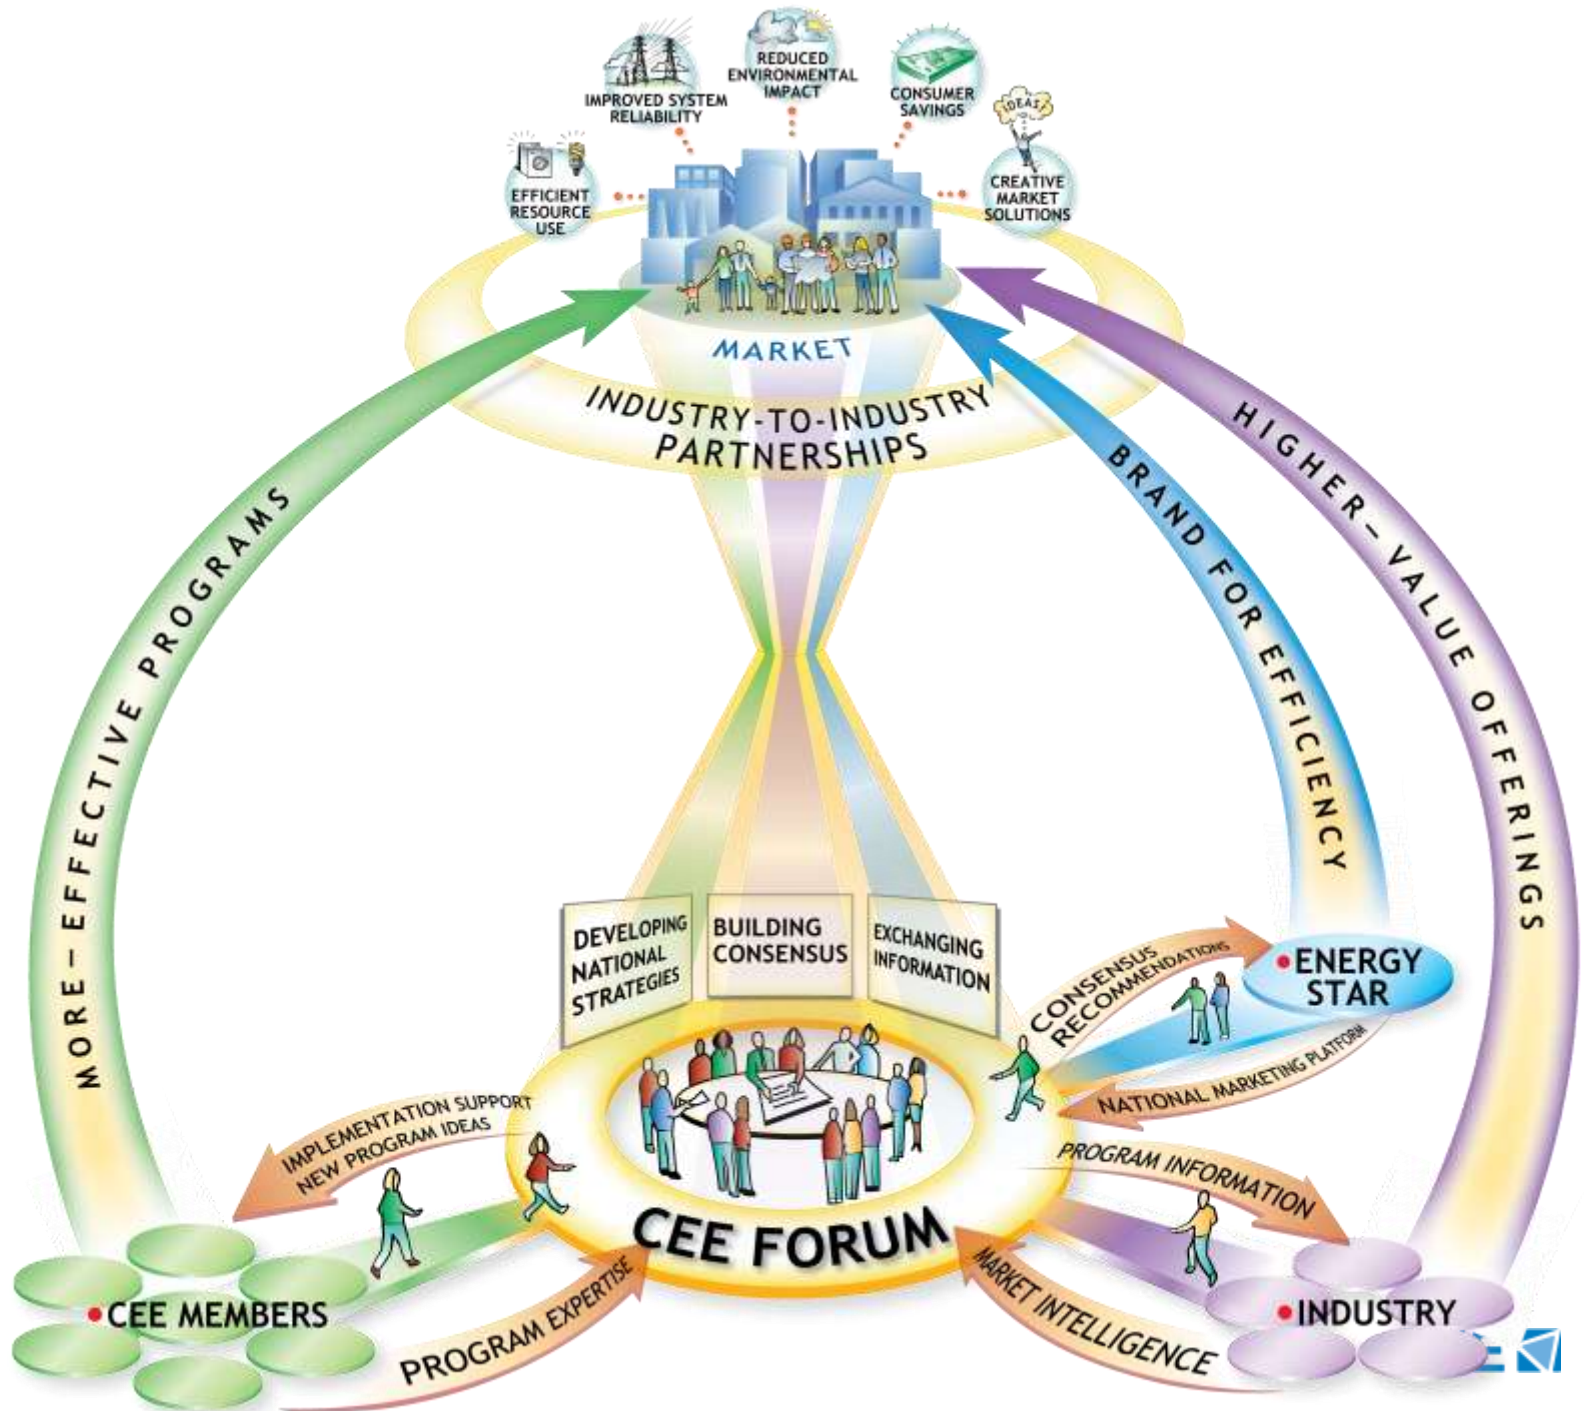 REDUCED
ENVIRONMENTAL
IMPACT
IMPROVED SYSTEM
RELIABILITY
CONSUMER
SAVINGS
IDEAS!
EFFICIENT
RESOURCE
USE
CREATIVE
MARKET
SOLUTIONS
MARKET
INDUSTRY-TO-INDUSTRY
PARTNERSHIPS
MORE-EFFECTIVE PROGRAMS
BRAND FOR EFFICIENCY
HIGHER-VALUE OFFERINGS
DEVELOPING
NATIONAL
STRATEGIES
BUILDING
CONSENSUS
EXCHANGING
INFORMATION
CONSENSUS
RECOMMENDATIONS
•ENERGY
STAR
NATIONAL MARKETING PLATFORM
IMPLEMENTATION SUPPORT
NEW PROGRAM IDEAS
PROGRAM INFORMATION
CEE FORUM
•CEE MEMBERS
PROGRAM EXPERTISE
MARKET INTELLIGENCE
•INDUSTRY